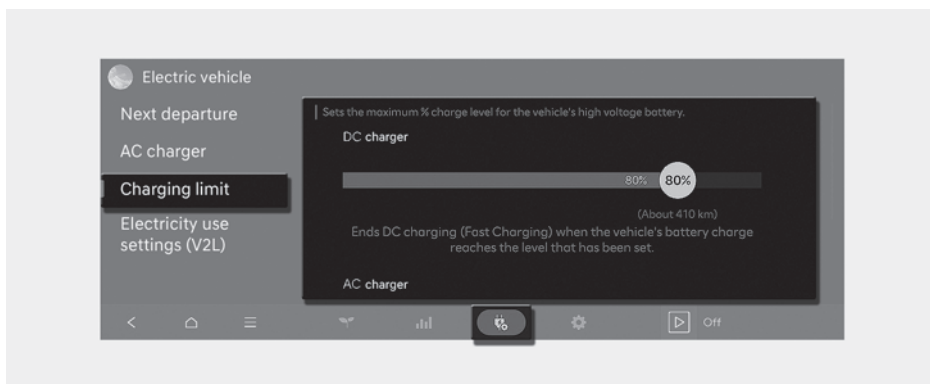 Electric vehicle
Next departure
AC charger
Charging limit
Electricity use
settings (V2L)
Sets the maximum % charge level for the vehicle's high voltage battery.
DC charger
80% 80%
(About 410 km)
Ends DC charging (Fast Charging) when the vehicle's battery charge
reaches the level that has been set.
AC charger
Off